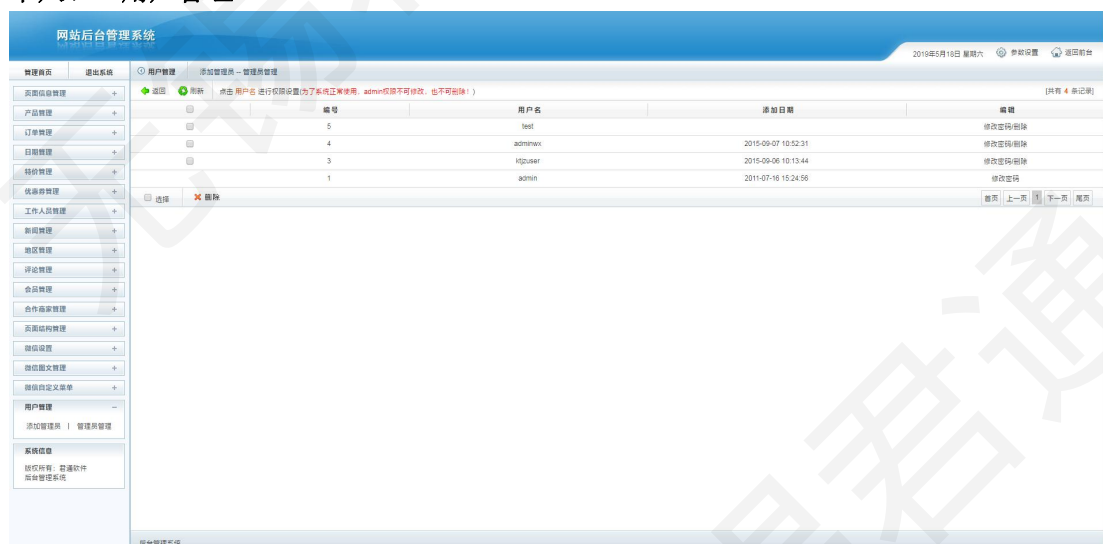 网站后台管理系统
2019年5月18日 星期六 参数设置 返回前台
管理首页 退出系统
用户管理 添加管理员 -- 管理员管理
返回 刷新 点击 用户名 进行权限设置(为了系统正常使用，admin权限不可修改，也不可删除！) [共有 4 条记录]
编号 用户名 添加日期 编辑
5 test 修改密码/删除
4 adminwx 2015-09-07 10:52:31 修改密码/删除
3 ktjzuser 2015-09-06 10:13:44 修改密码/删除
1 admin 2011-07-16 15:24:56 修改密码
选择 删除 首页 上一页 1 下一页 尾页
页面信息管理 +
产品管理 +
订单管理 +
日期管理 +
特价管理 +
优惠券管理 +
工作人员管理 +
新闻管理 +
地区管理 +
评论管理 +
会员管理 +
合作商家管理 +
页面结构管理 +
微信设置 +
微信图文管理 +
微信自定义菜单 +
用户管理 −
添加管理员 | 管理员管理
系统信息
版权所有：君通软件
后台管理系统
后台管理系统